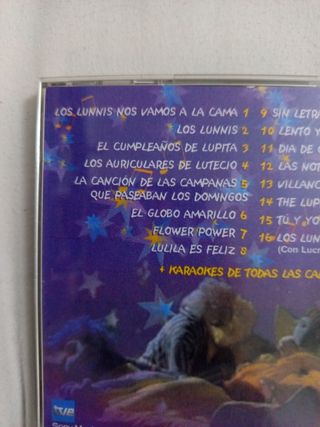 LOS LUNNIS NOS VAMOS A LA CAMA 1
LOS LUNNIS 2
EL CUMPLEAÑOS DE LUPITA 3
LOS AURICULARES DE LUTECIO 4
LA CANCIÓN DE LAS CAMPANAS 5
QUE PASEABAN LOS DOMINGOS
EL GLOBO AMARILLO 6
FLOWER POWER 7
LULILA ES FELIZ 8
9 SIN LETRA
10 LENTO Y
11 DIA DE
12 LAS NOT
13 VILLANC
14 THE LUP
15 TÚ Y YO
16 LOS LUN
(Con Lucr
+ KARAOKES DE TODAS LAS CA
tve